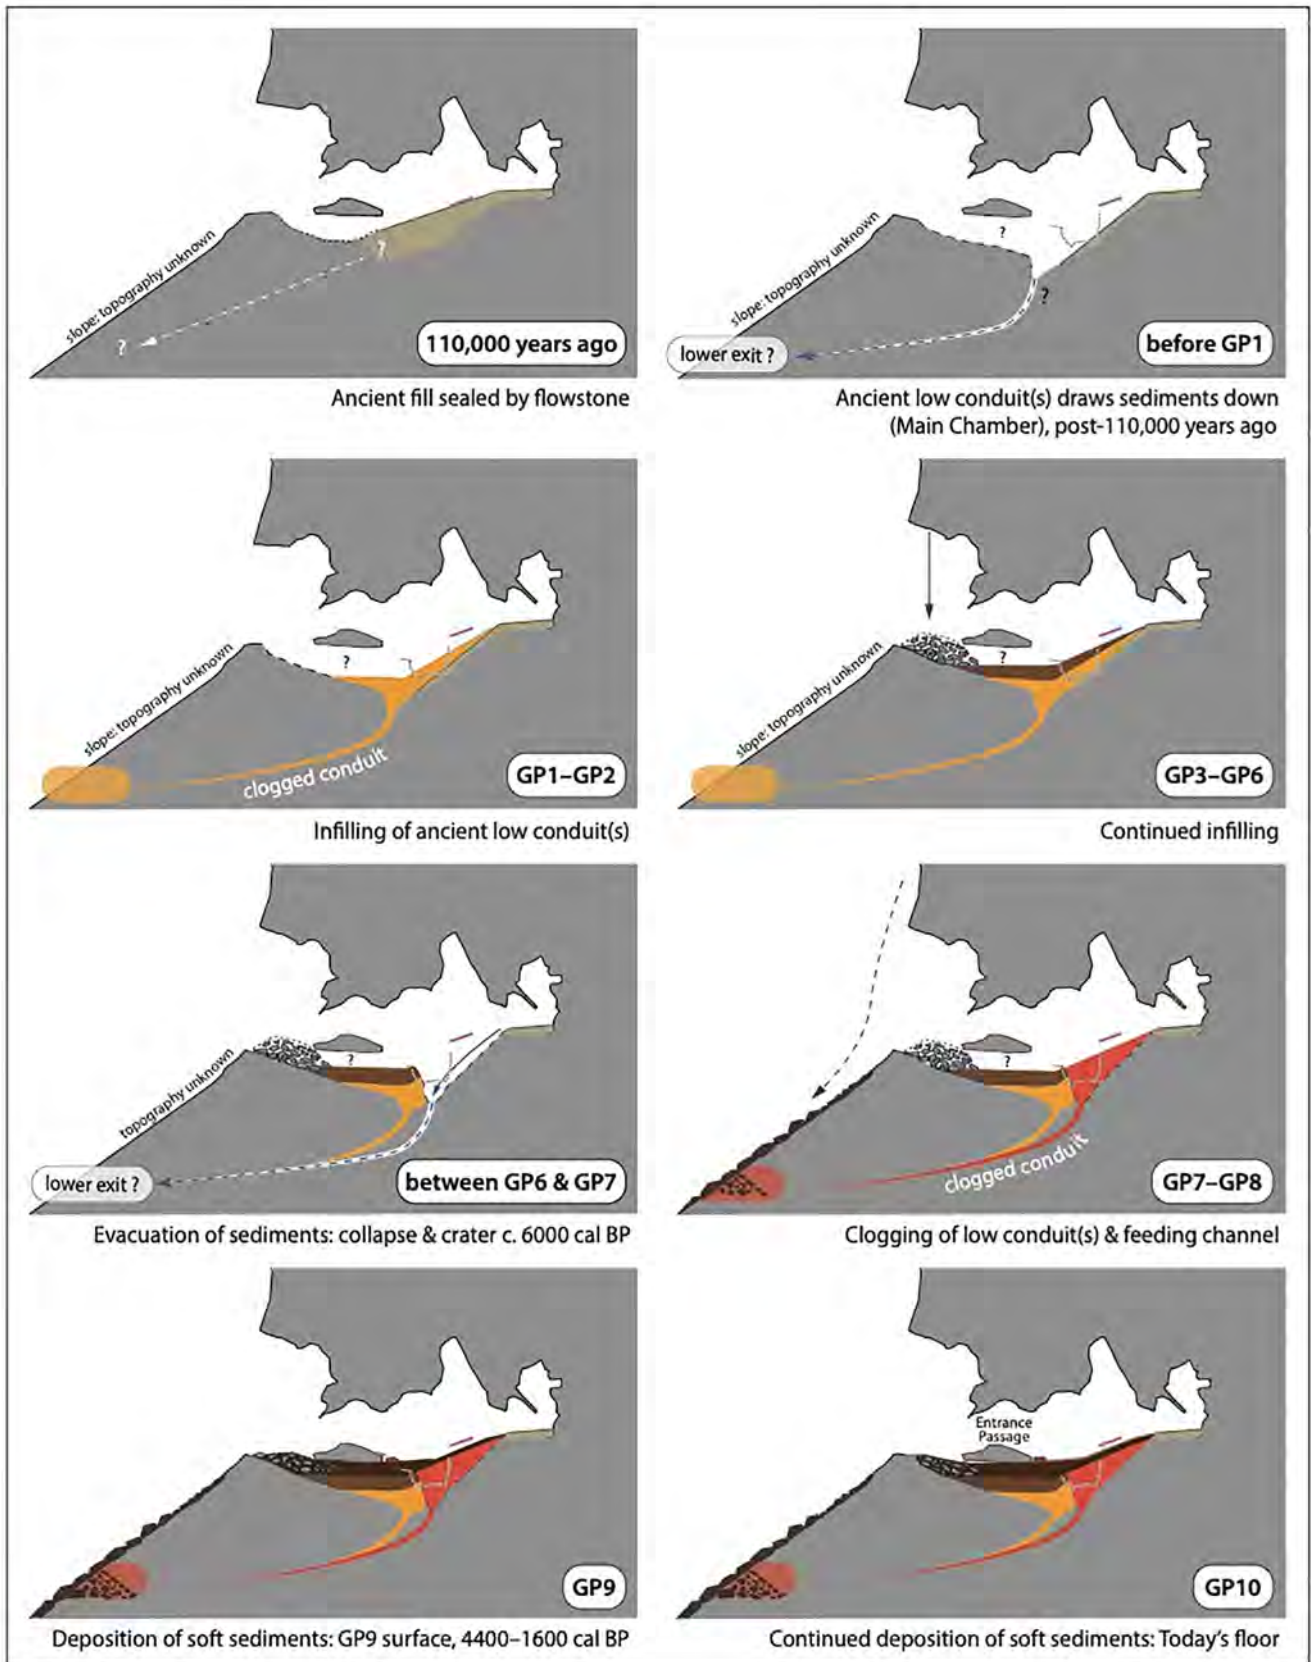 ?
slope: topography unknown
?
110,000 years ago
Ancient fill sealed by flowstone
?
slope: topography unknown
?
lower exit ?
before GP1
Ancient low conduit(s) draws sediments down
(Main Chamber), post-110,000 years ago
?
slope: topography unknown
clogged conduit
GP1–GP2
Infilling of ancient low conduit(s)
?
slope: topography unknown
GP3–GP6
Continued infilling
?
topography unknown
lower exit ?
between GP6 & GP7
Evacuation of sediments: collapse & crater c. 6000 cal BP
?
clogged conduit
GP7–GP8
Clogging of low conduit(s) & feeding channel
GP9
Deposition of soft sediments: GP9 surface, 4400–1600 cal BP
Entrance
Passage
GP10
Continued deposition of soft sediments: Today's floor